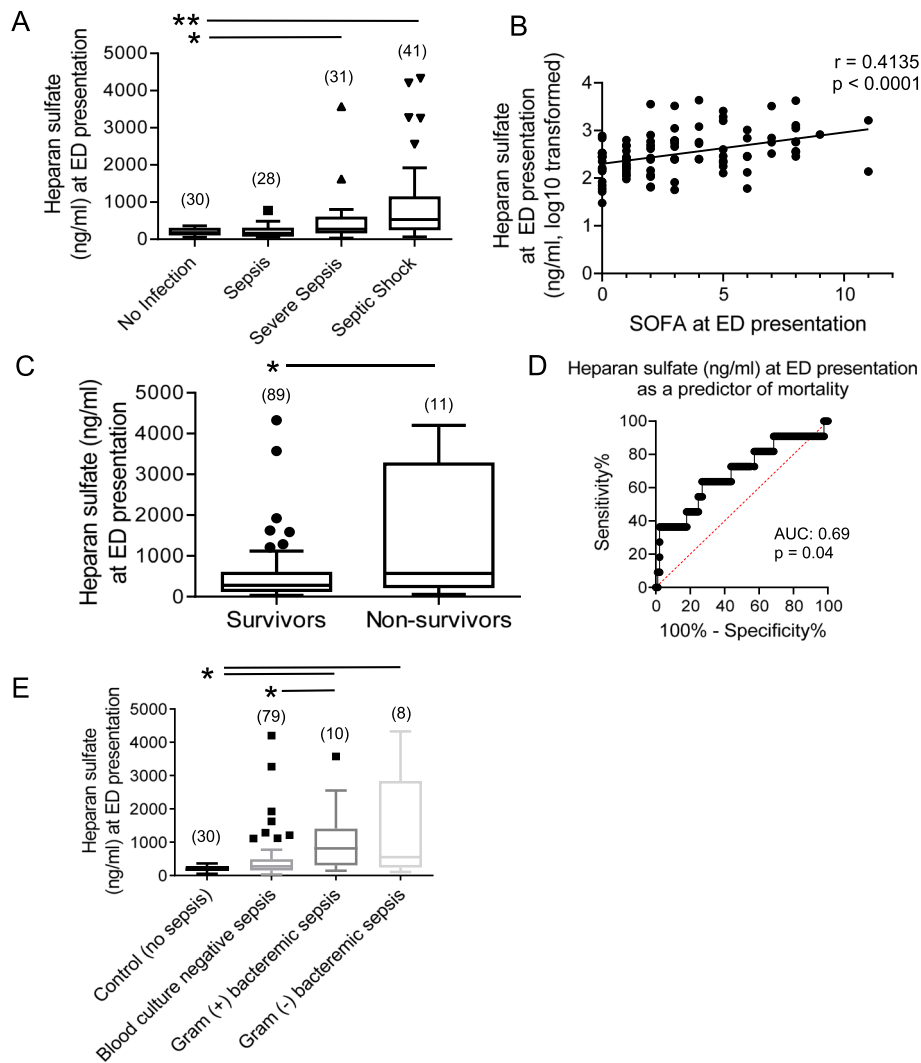 A
**
*
Heparan sulfate
(ng/ml) at ED presentation
5000
4000
3000
2000
1000
0
(30)
(28)
(31)
(41)
No Infection
Sepsis
Severe Sepsis
Septic Shock
B
r = 0.4135
p < 0.0001
Heparan sulfate
at ED presentation
(ng/ml, log10 transformed)
4
3
2
1
0
0
5
10
SOFA at ED presentation
C
*
Heparan sulfate (ng/ml)
at ED presentation
5000
4000
3000
2000
1000
0
(89)
(11)
Survivors
Non-survivors
D
Heparan sulfate (ng/ml) at ED presentation
as a predictor of mortality
Sensitivity%
100
80
60
40
20
0
AUC: 0.69
p = 0.04
0 20 40 60 80 100
100% - Specificity%
E
*
*
Heparan sulfate
(ng/ml) at ED presentation
5000
4000
3000
2000
1000
0
(30)
(79)
(10)
(8)
Control (no sepsis)
Blood culture negative sepsis
Gram (+) bacteremic sepsis
Gram (-) bacteremic sepsis